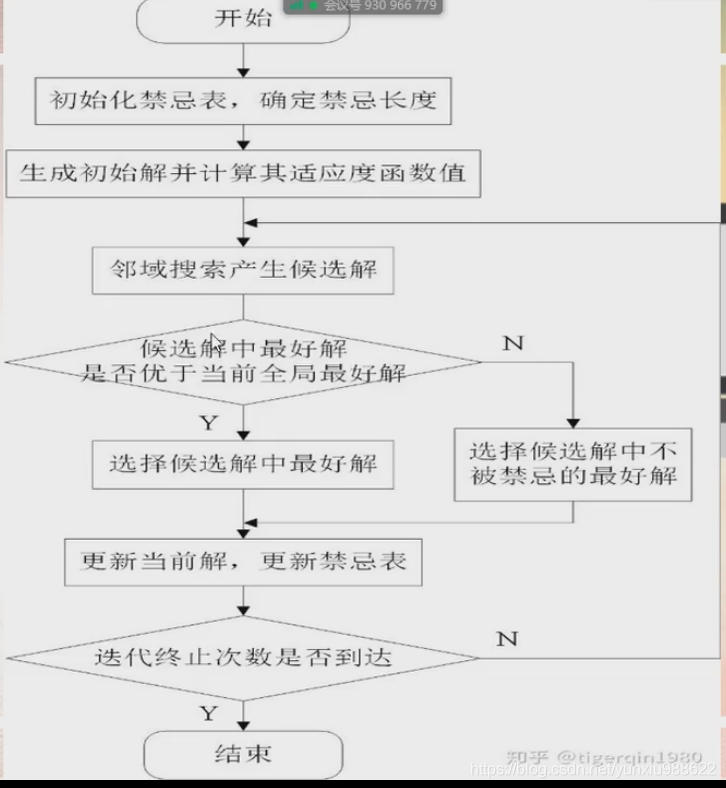 会议号 930 966 779
开始
初始化禁忌表，确定禁忌长度
生成初始解并计算其适应度函数值
邻域搜索产生候选解
候选解中最好解
是否优于当前全局最好解
N
Y
选择候选解中最好解
选择候选解中不
被禁忌的最好解
更新当前解，更新禁忌表
迭代终止次数是否到达
N
Y
结束
知乎 @tigerqin1980
https://blog.csdn.net/yunxiu988622